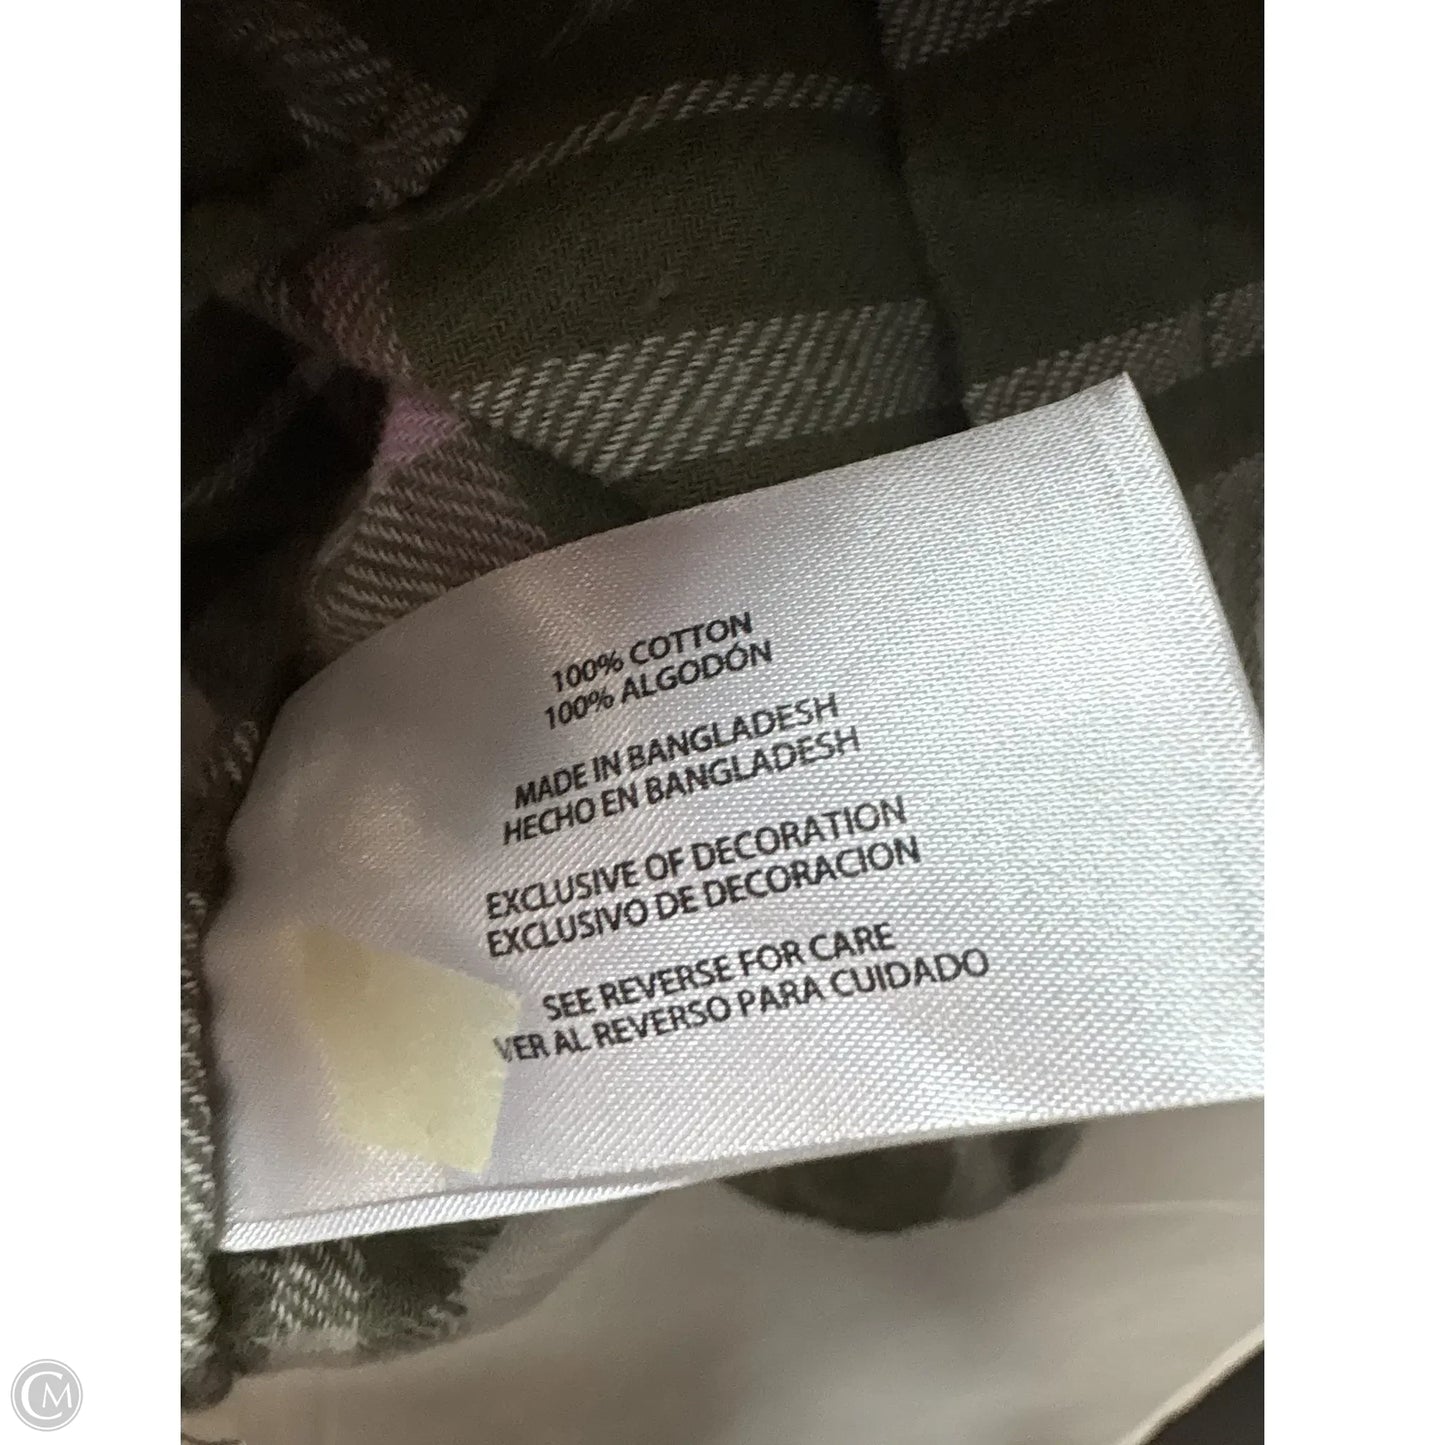 100% COTTON
100% ALGODÓN
MADE IN BANGLADESH
HECHO EN BANGLADESH
EXCLUSIVE OF DECORATION
EXCLUSIVO DE DECORACION
SEE REVERSE FOR CARE
VER AL REVERSO PARA CUIDADO
CM